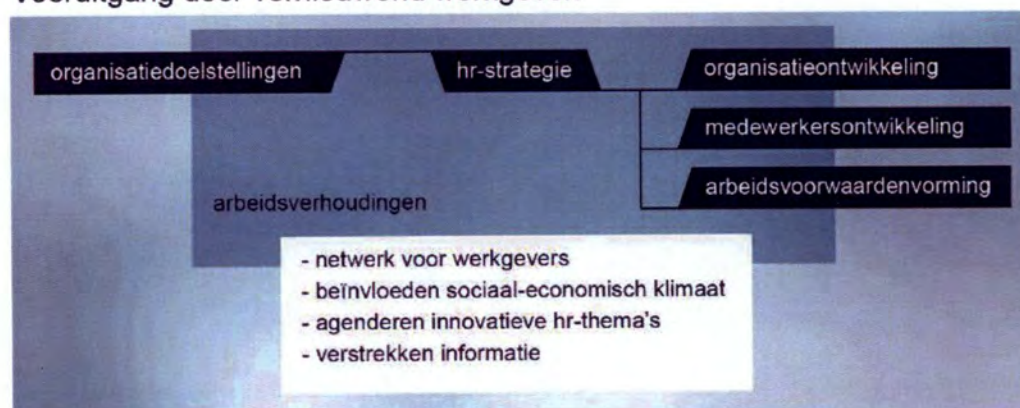 organisatiedoelstellingen
hr-strategie
organisatieontwikkeling
medewerkersontwikkeling
arbeidsvoorwaardenvorming
arbeidsverhoudingen
- netwerk voor werkgevers
- beïnvloeden sociaal-economisch klimaat
- agenderen innovatieve hr-thema's
- verstrekken informatie